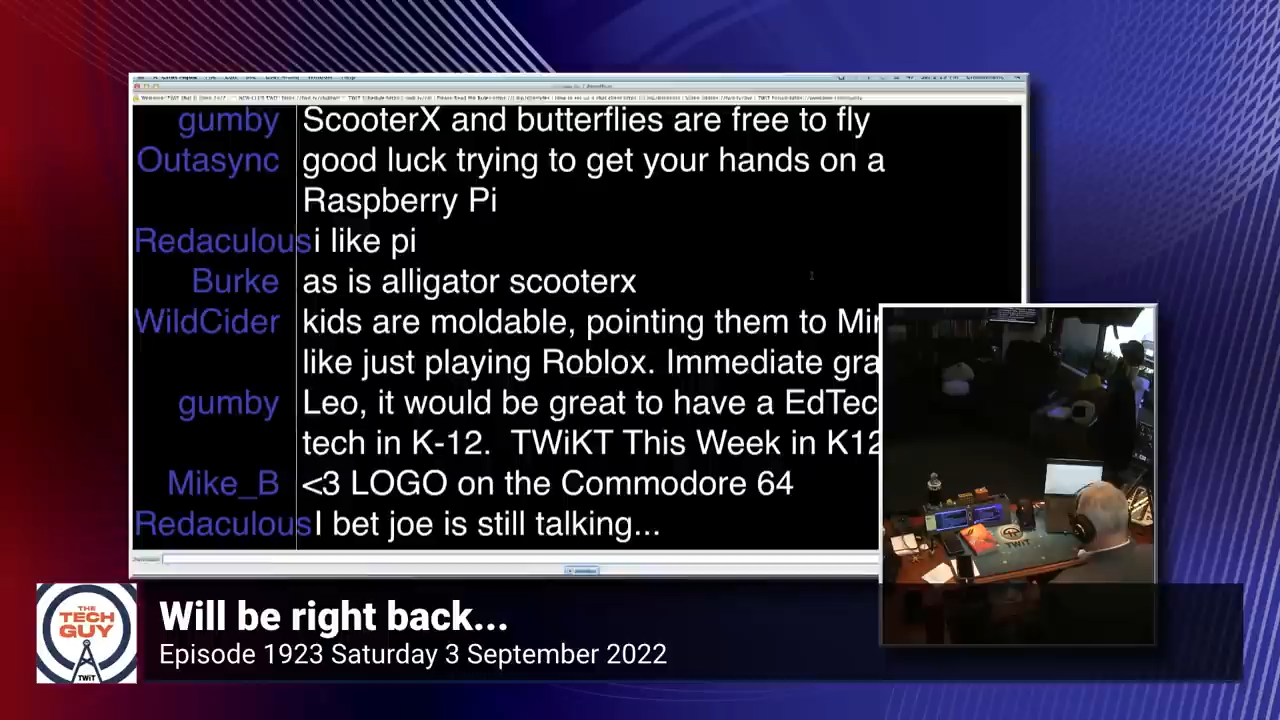 gumby ScooterX and butterflies are free to fly
Outasync good luck trying to get your hands on a
Raspberry Pi
Redaculous i like pi
Burke as is alligator scooterx
WildCider kids are moldable, pointing them to
like just playing Roblox. Immediate
gumby Leo, it would be great to have a
tech in K-12. TWiKT This Week in K12
Mike_B <3 LOGO on the Commodore 64
Redaculous I bet joe is still talking...
TWiT
THE
TECH
GUY
TWiT
Will be right back...
Episode 1923 Saturday 3 September 2022